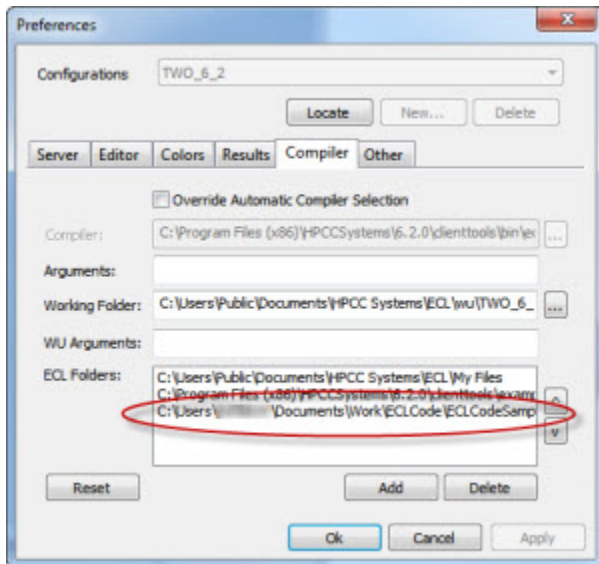 Preferences
Configurations TWO_6_2
Locate New... Delete
Server Editor Colors Results Compiler Other
Override Automatic Compiler Selection
Compiler: C:\Program Files (x86)\HPCCSystems\6.2.0\clienttools\bin\ec ...
Arguments:
Working Folder: C:\Users\Public\Documents\HPCC Systems\ECL\wu\TWO_6_ ...
WU Arguments:
ECL Folders: C:\Users\Public\Documents\HPCC Systems\ECL\My Files
C:\Program Files (x86)\HPCCSystems\6.2.0\clienttools\examp
C:\Users\ \Documents\Work\ECLCode\ECLCodeSamp
Reset Add Delete
Ok Cancel Apply